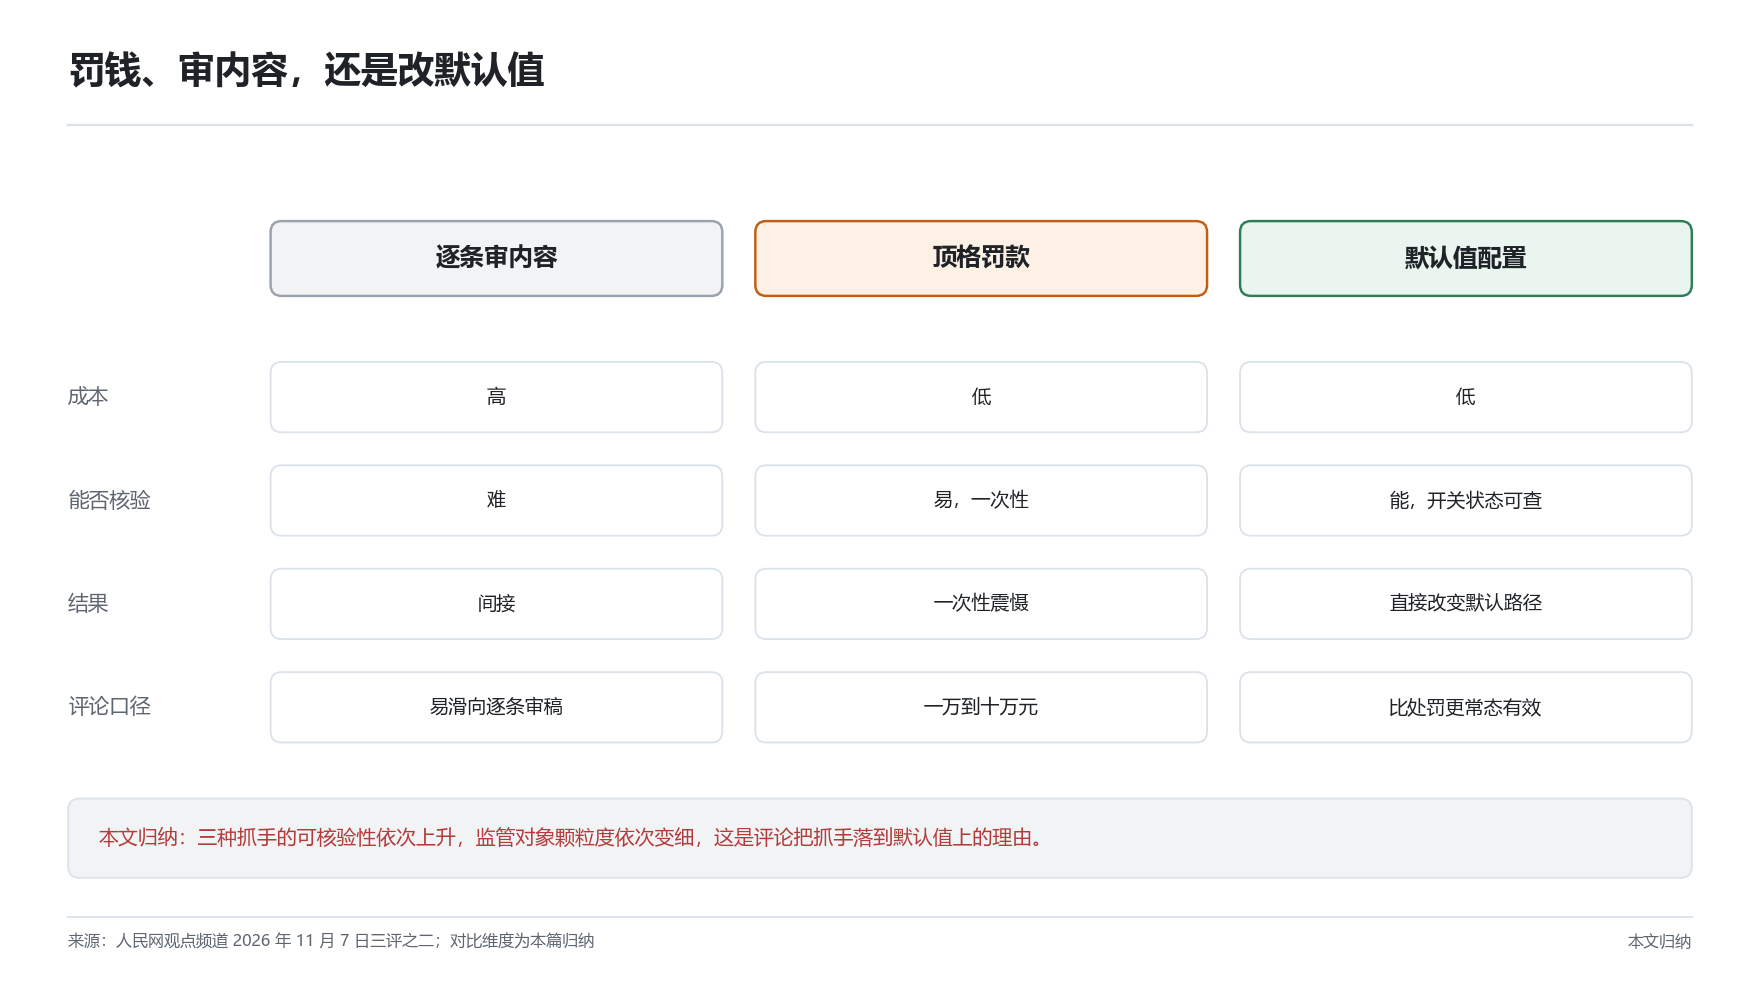 罚钱、审内容，还是改默认值
逐条审内容
顶格罚款
默认值配置
成本
高
低
低
能否核验
难
易，一次性
能，开关状态可查
结果
间接
一次性震慑
直接改变默认路径
评论口径
易滑向逐条审稿
一万到十万元
比处罚更常态有效
本文归纳：三种抓手的可核验性依次上升，监管对象颗粒度依次变细，这是评论把抓手落到默认值上的理由。
来源：人民网观点频道 2026 年 11 月 7 日三评之二；对比维度为本篇归纳
本文归纳